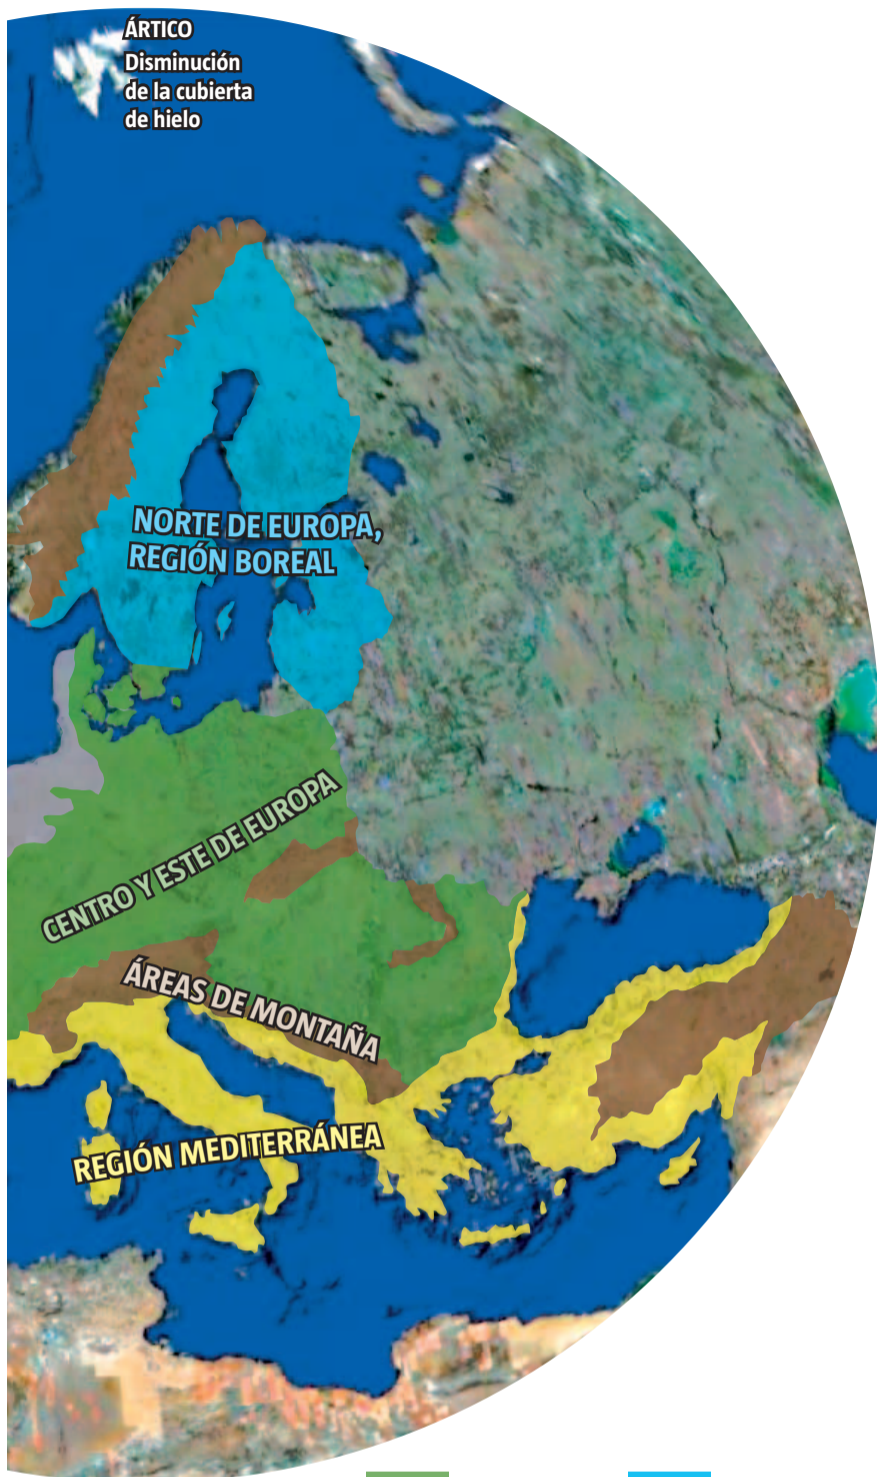 ÁRTICO
Disminución
de la cubierta
de hielo
NORTE DE EUROPA,
REGIÓN BOREAL
CENTRO Y ESTE DE EUROPA
ÁREAS DE MONTAÑA
REGIÓN MEDITERRÁNEA